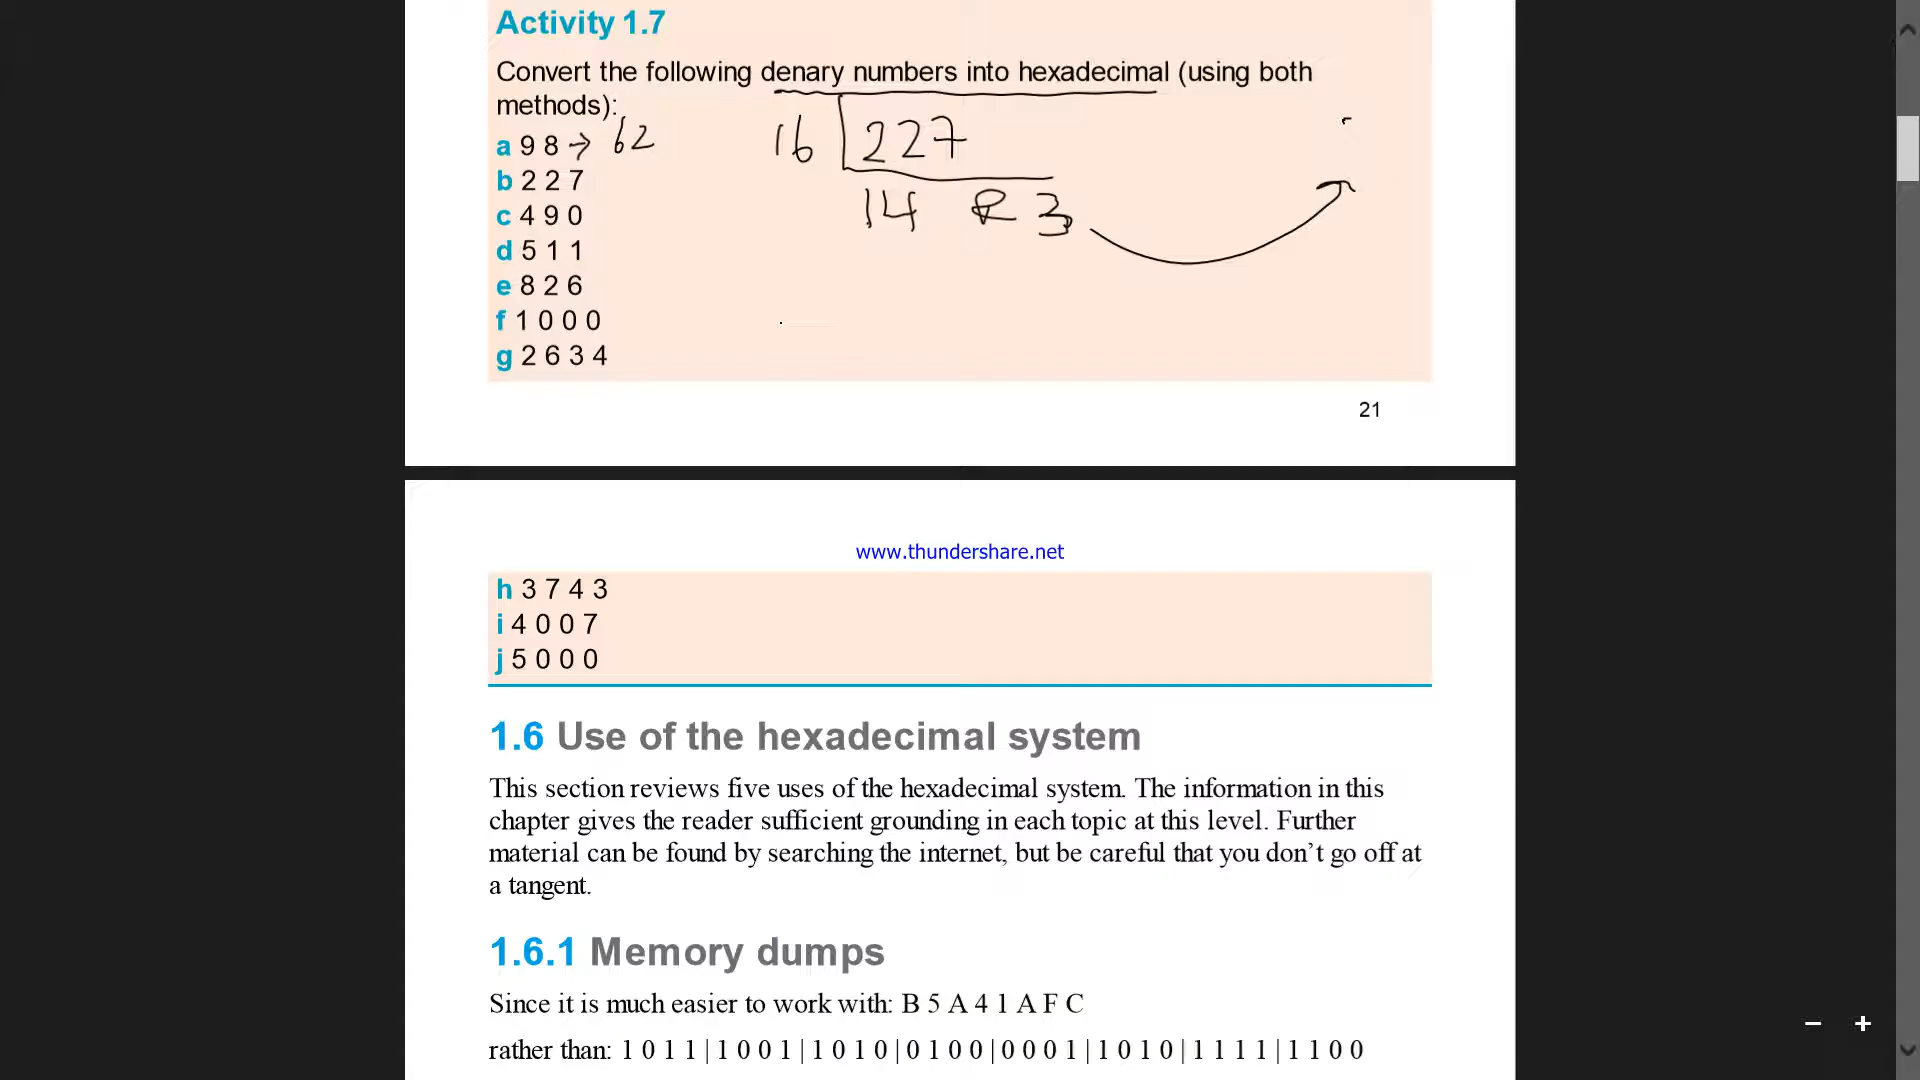 Activity 1.7
Convert the following denary numbers into hexadecimal (using both
methods):
a 9 8 → 62
b 2 2 7
c 4 9 0
d 5 1 1
e 8 2 6
f 1 0 0 0
g 2 6 3 4
16 227
14 R 3
21
www.thundershare.net
h 3 7 4 3
i 4 0 0 7
j 5 0 0 0
1.6 Use of the hexadecimal system
This section reviews five uses of the hexadecimal system. The information in this
chapter gives the reader sufficient grounding in each topic at this level. Further
material can be found by searching the internet, but be careful that you don’t go off at
a tangent.
1.6.1 Memory dumps
Since it is much easier to work with: B 5 A 4 1 A F C
rather than: 1 0 1 1 | 1 0 0 1 | 1 0 1 0 | 0 1 0 0 | 0 0 0 1 | 1 0 1 0 | 1 1 1 1 | 1 1 0 0